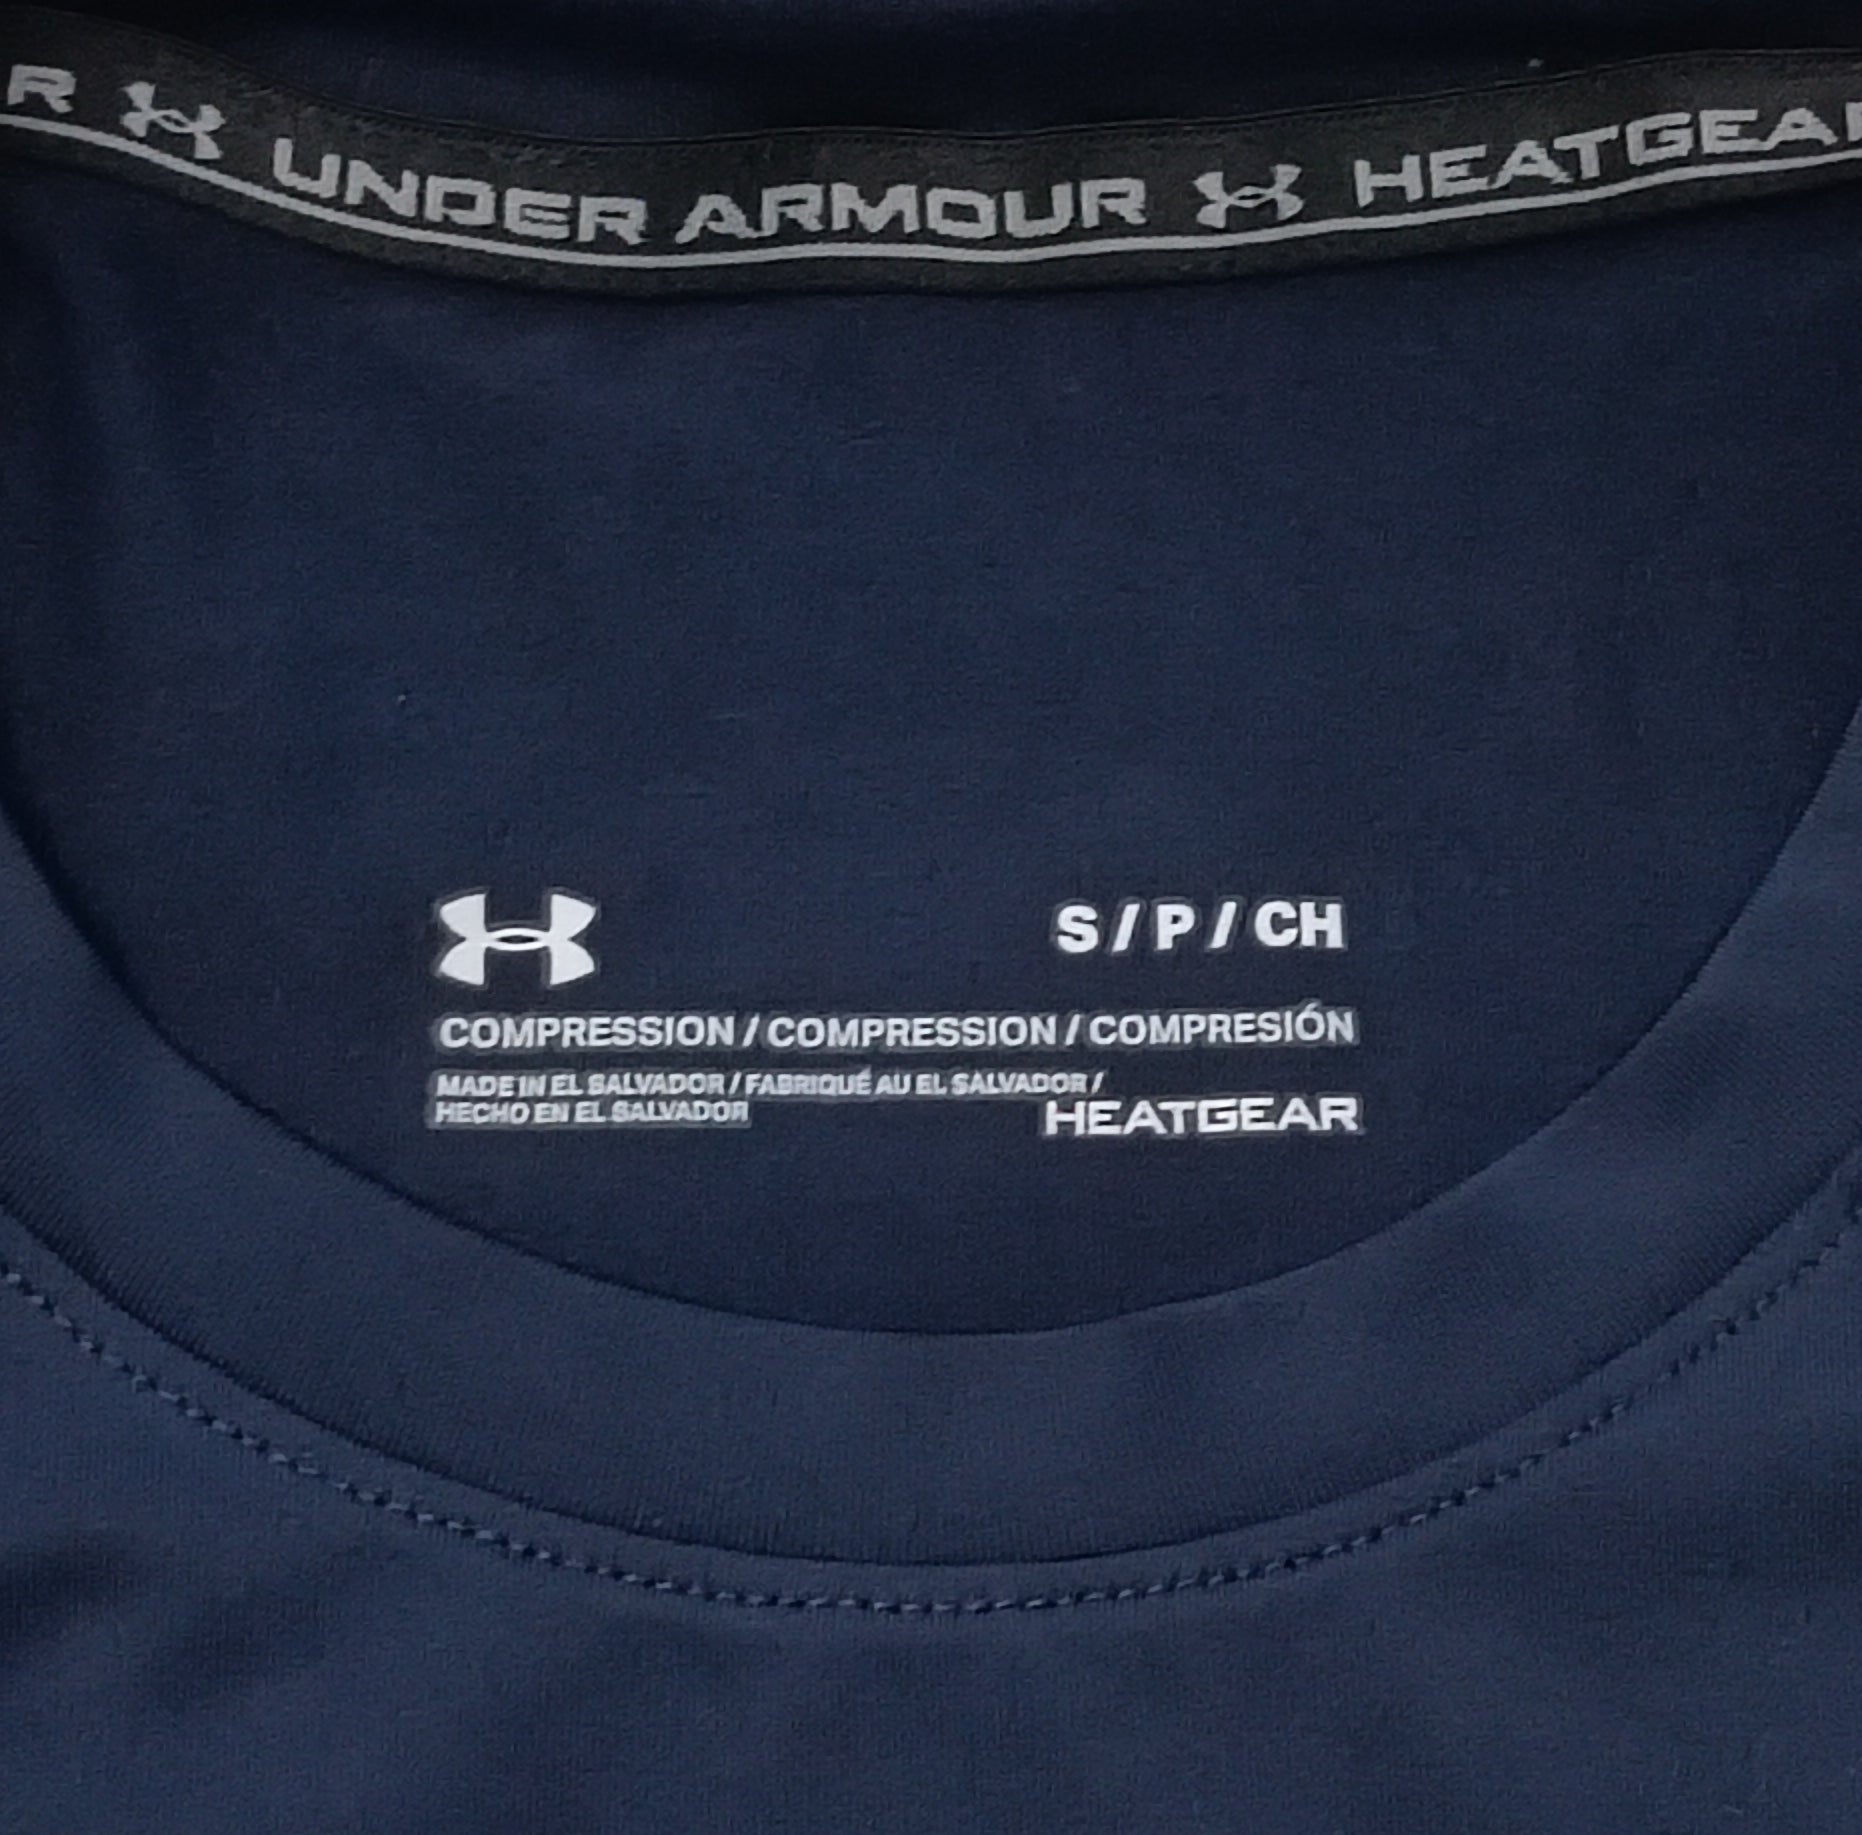 R UNDER ARMOUR HEATGEAR
S / P / CH
COMPRESSION / COMPRESSION / COMPRESIÓN
MADE IN EL SALVADOR / FABRIQUÉ AU EL SALVADOR /
HECHO EN EL SALVADOR
HEATGEAR